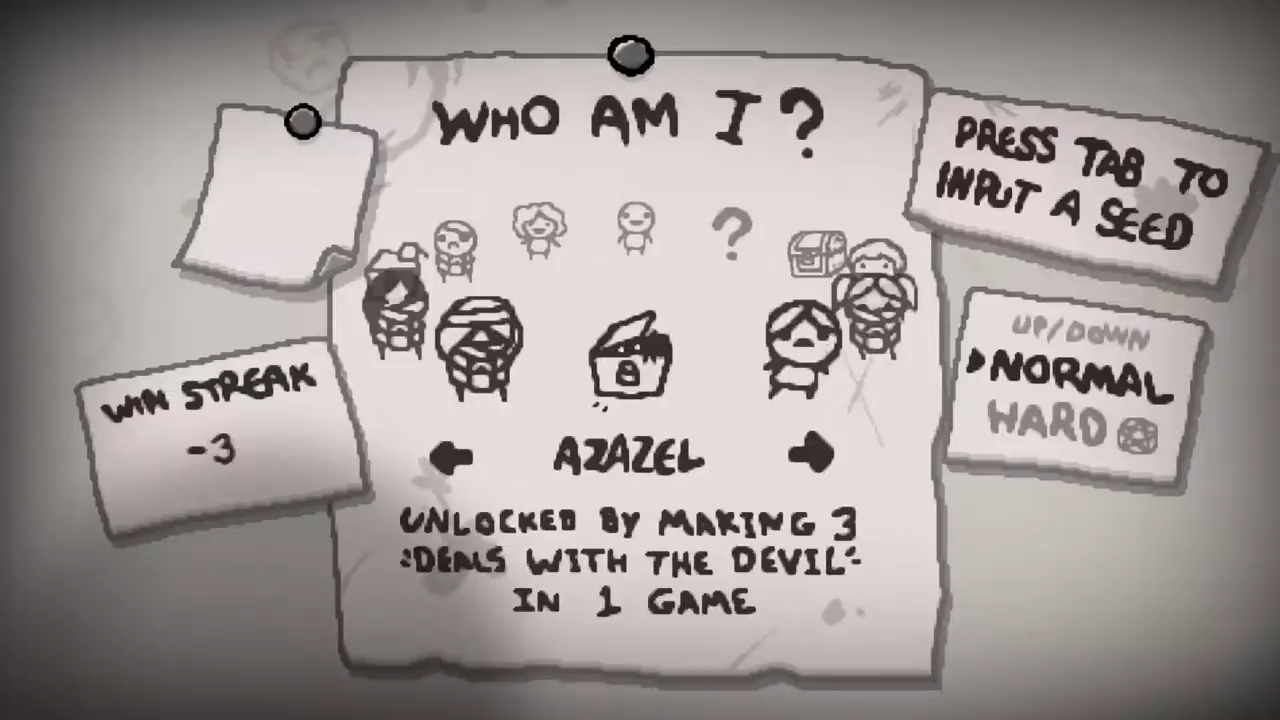 WHO AM I?
PRESS TAB TO
INPUT A SEED
?
UP/DOWN
NORMAL
HARD
WIN STREAK
-3
AZAZEL
UNLOCKED BY MAKING 3
"DEALS WITH THE DEVIL"
IN 1 GAME